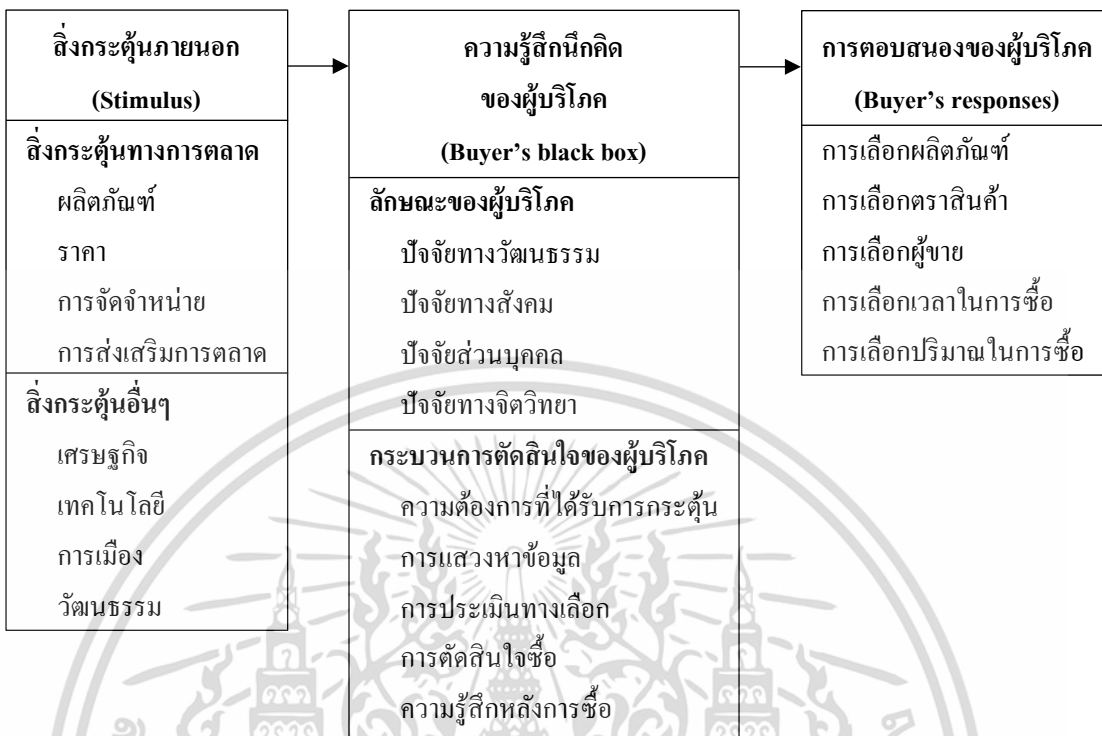 สิ่งกระตุ้นภายนอก
(Stimulus)
สิ่งกระตุ้นทางการตลาด
ผลิตภัณฑ์
ราคา
การจัดจำหน่าย
การส่งเสริมการตลาด
สิ่งกระตุ้นอื่นๆ
เศรษฐกิจ
เทคโนโลยี
การเมือง
วัฒนธรรม
ความรู้สึกนึกคิด
ของผู้บริโภค
(Buyer's black box)
ลักษณะของผู้บริโภค
ปัจจัยทางวัฒนธรรม
ปัจจัยทางสังคม
ปัจจัยส่วนบุคคล
ปัจจัยทางจิตวิทยา
กระบวนการตัดสินใจของผู้บริโภค
ความต้องการที่ได้รับการกระตุ้น
การแสวงหาข้อมูล
การประเมินทางเลือก
การตัดสินใจซื้อ
ความรู้สึกหลังการซื้อ
การตอบสนองของผู้บริโภค
(Buyer's responses)
การเลือกผลิตภัณฑ์
การเลือกตราสินค้า
การเลือกผู้ขาย
การเลือกเวลาในการซื้อ
การเลือกปริมาณในการซื้อ